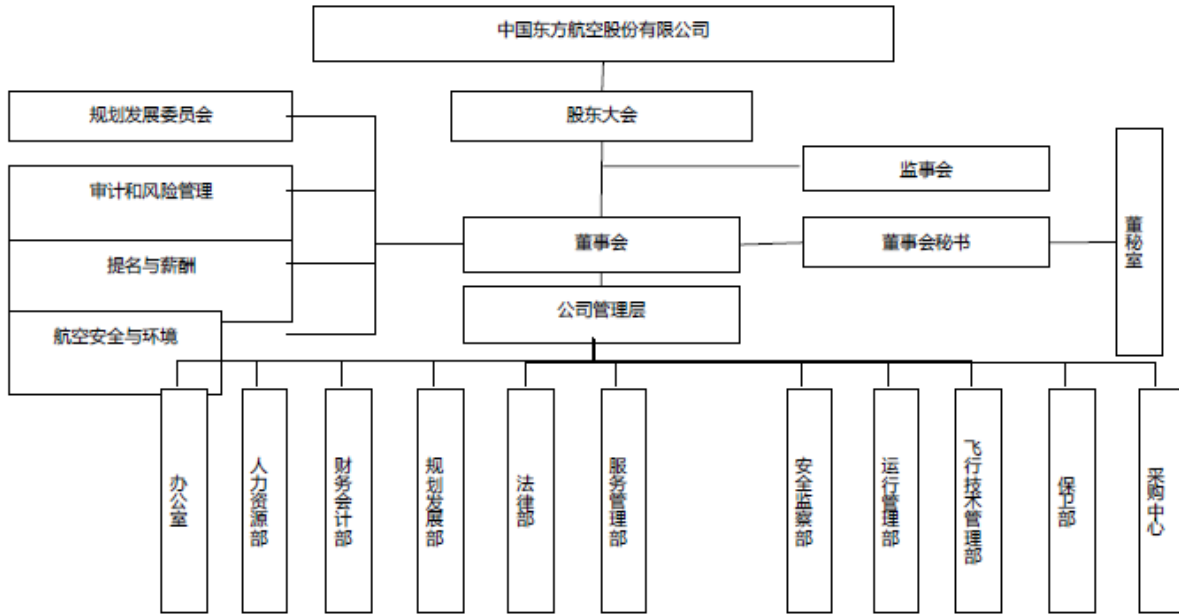 中国东方航空股份有限公司
规划发展委员会
股东大会
监事会
审计和风险管理
董事会
董事会秘书
董秘室
提名与薪酬
公司管理层
航空安全与环境
办公室
人力资源部
财务会计部
规划发展部
法律部
服务管理部
安全监察部
运行管理部
飞行技术管理部
保卫部
采购中心